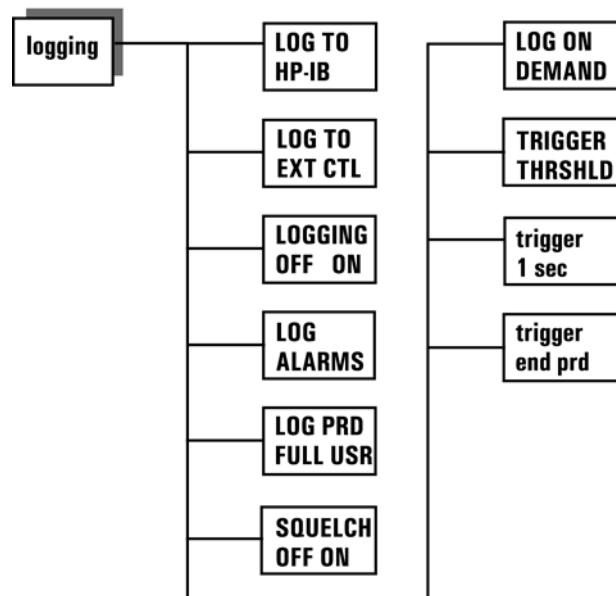 logging
LOG TO
HP-IB
LOG TO
EXT CTL
LOGGING
OFF ON
LOG
ALARMS
LOG PRD
FULL USR
SQUELCH
OFF ON
LOG ON
DEMAND
TRIGGER
THRSHLD
trigger
1 sec
trigger
end prd